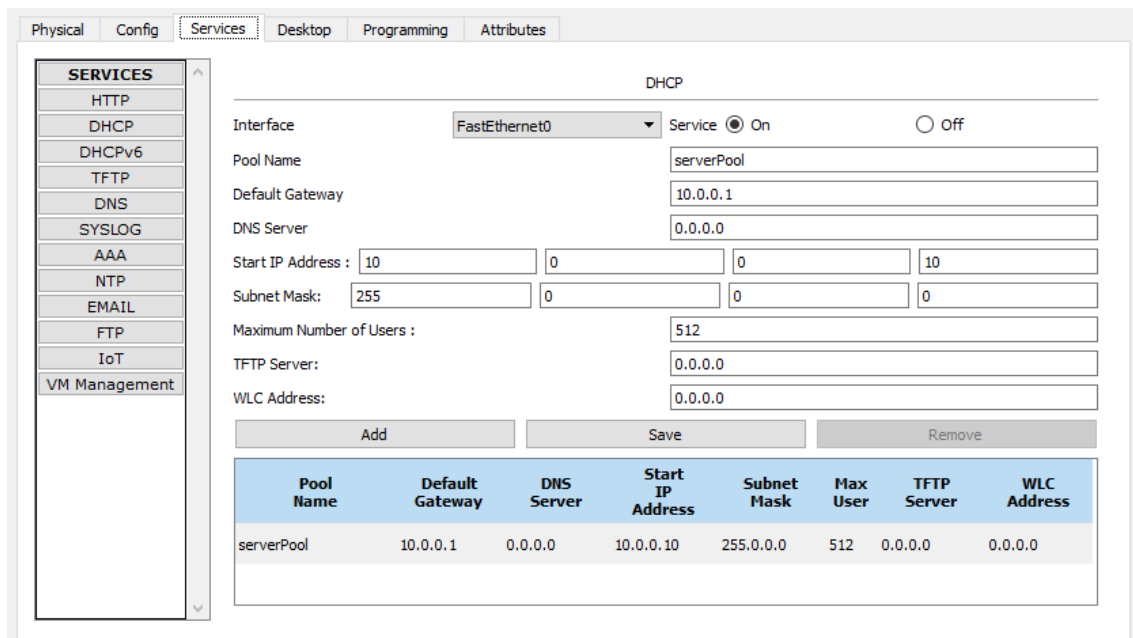 Physical Config Services Desktop Programming Attributes
SERVICES
HTTP
DHCP
DHCPv6
TFTP
DNS
SYSLOG
AAA
NTP
EMAIL
FTP
IoT
VM Management
DHCP
Interface FastEthernet0 Service On Off
Pool Name serverPool
Default Gateway 10.0.0.1
DNS Server 0.0.0.0
Start IP Address : 10 0 0 10
Subnet Mask: 255 0 0 0
Maximum Number of Users : 512
TFTP Server: 0.0.0.0
WLC Address: 0.0.0.0
Add Save Remove
Pool Name Default Gateway DNS Server Start IP Address Subnet Mask Max User TFTP Server WLC Address
serverPool 10.0.0.1 0.0.0.0 10.0.0.10 255.0.0.0 512 0.0.0.0 0.0.0.0